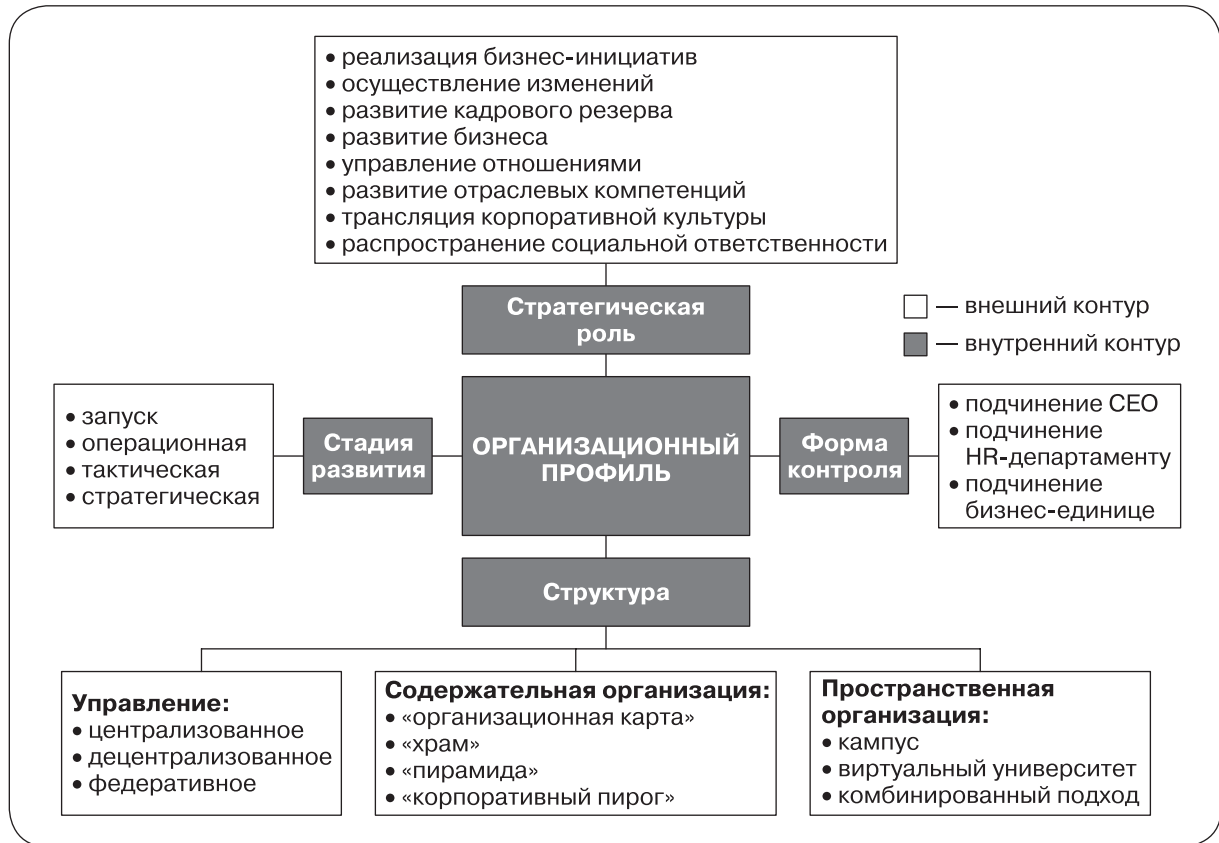 • реализация бизнес-инициатив
• осуществление изменений
• развитие кадрового резерва
• развитие бизнеса
• управление отношениями
• развитие отраслевых компетенций
• трансляция корпоративной культуры
• распространение социальной ответственности
Стратегическая
роль
— внешний контур
— внутренний контур
• запуск
• операционная
• тактическая
• стратегическая
Стадия
развития
ОРГАНИЗАЦИОННЫЙ
ПРОФИЛЬ
Форма
контроля
• подчинение CEO
• подчинение
HR-департаменту
• подчинение
бизнес-единице
Структура
Управление:
• централизованное
• децентрализованное
• федеративное
Содержательная организация:
• «организационная карта»
• «храм»
• «пирамида»
• «корпоративный пирог»
Пространственная
организация:
• кампус
• виртуальный университет
• комбинированный подход